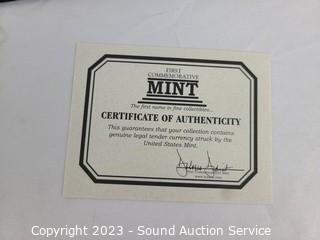 FIRST
COMMEMORATIVE
MINT
The first name in fine collectibles...
CERTIFICATE OF AUTHENTICITY
This guarantees that your collection contains
genuine legal tender currency struck by the
United States Mint.
Copyright 2023 - Sound Auction Service